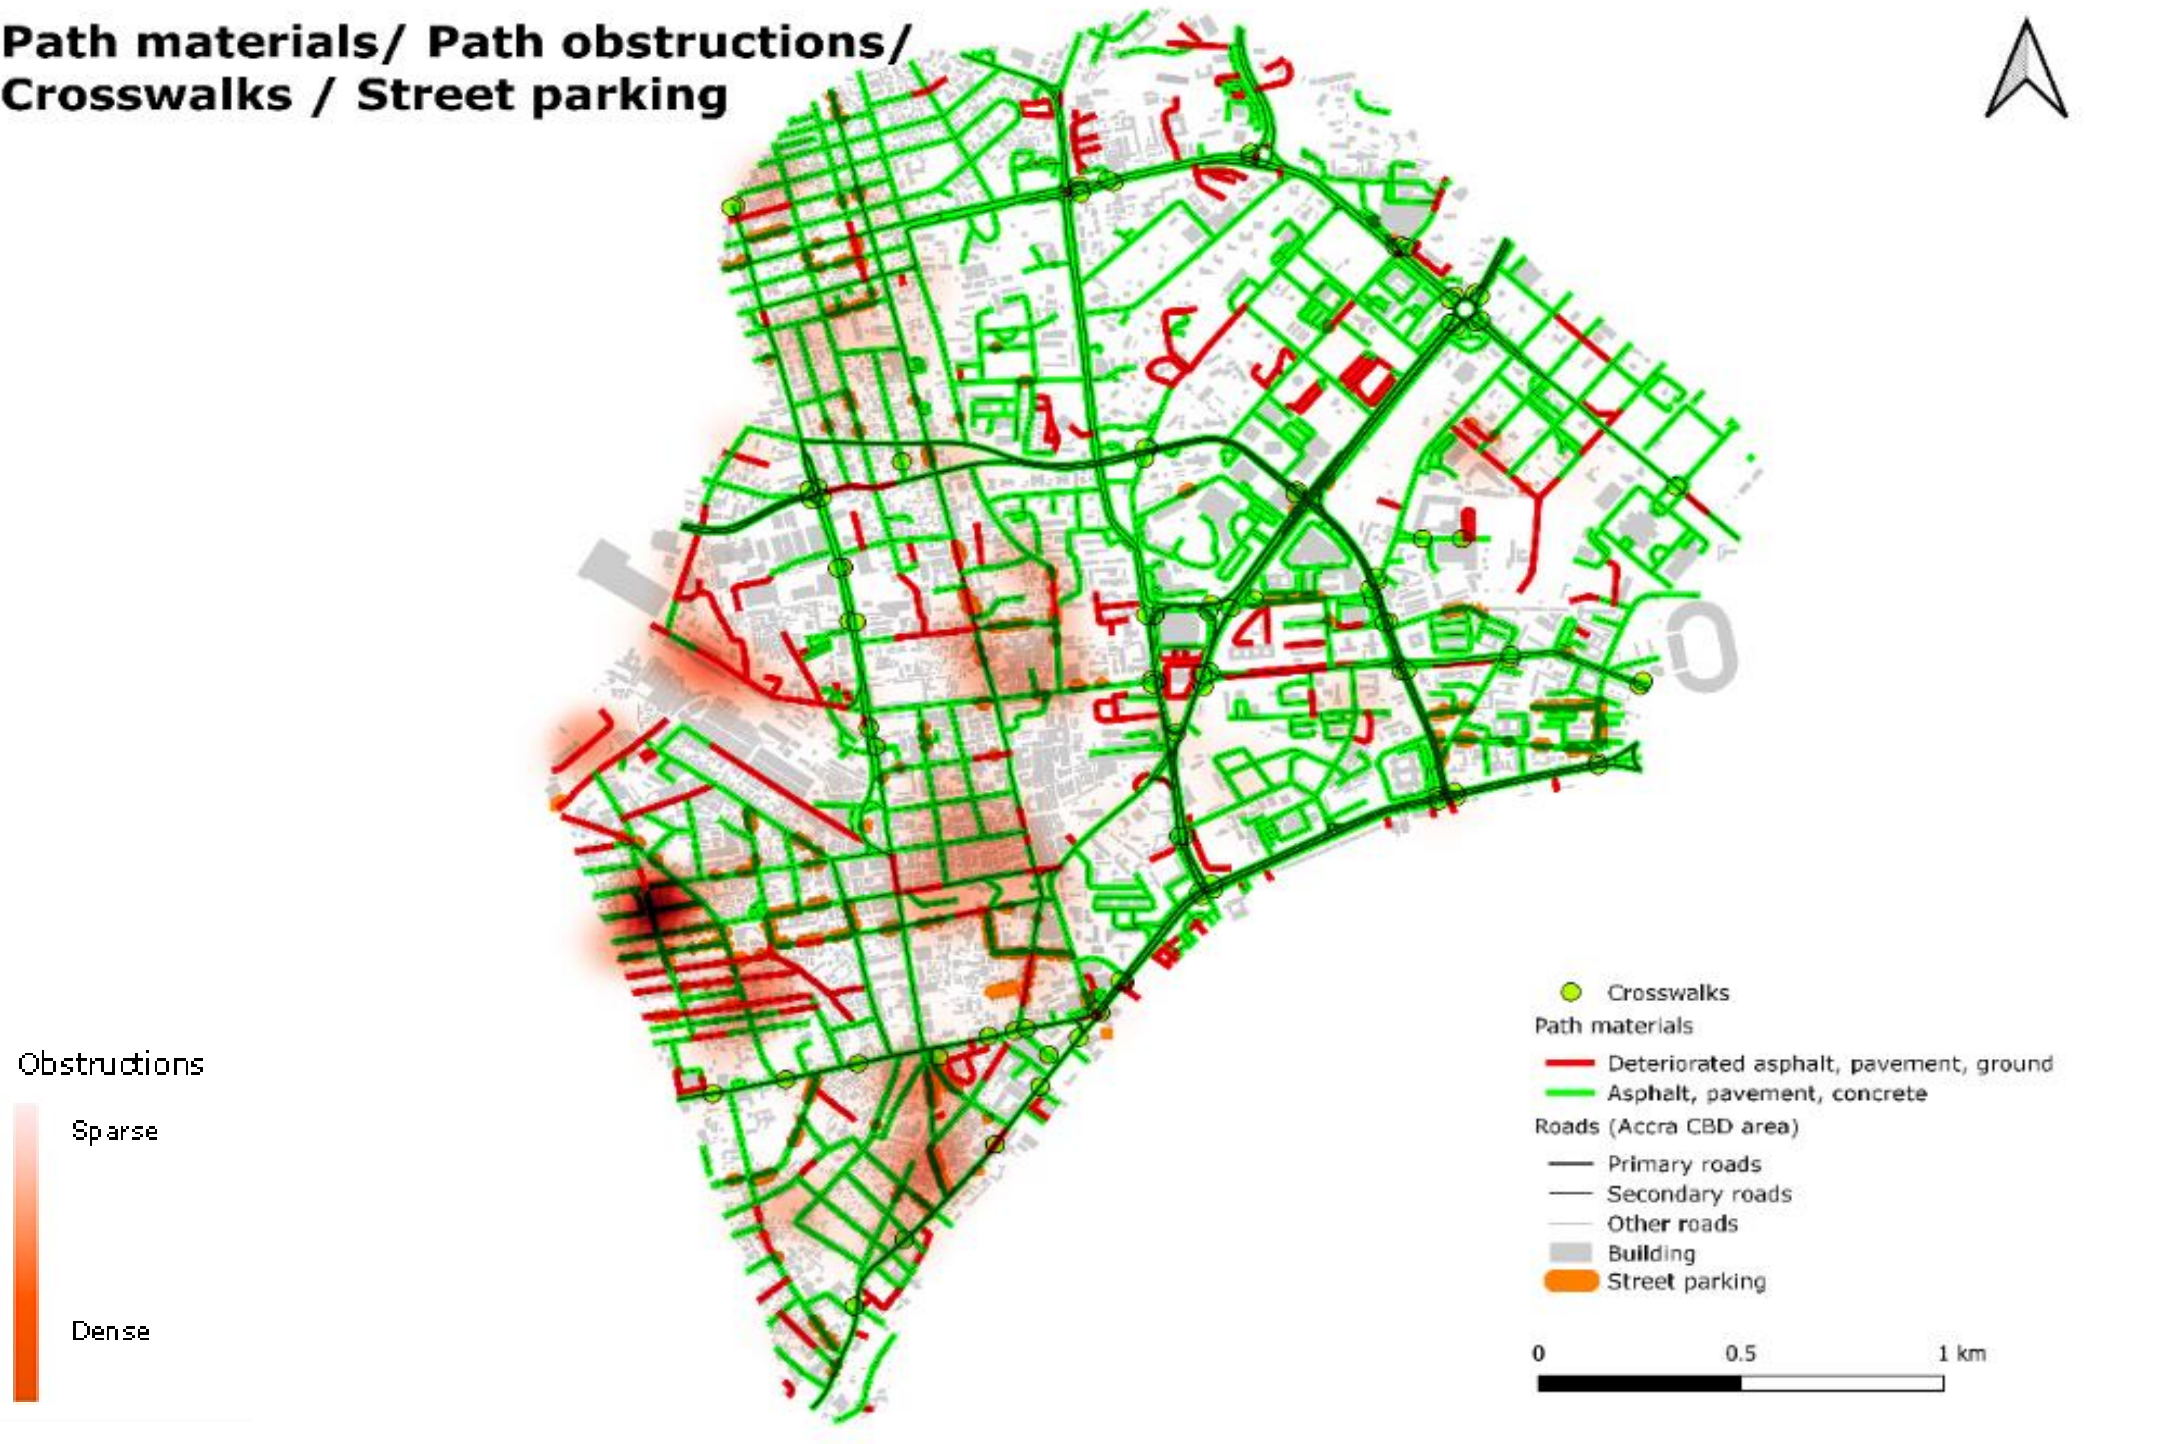 Path materials/ Path obstructions/
Crosswalks / Street parking
Obstructions
Sparse
Dense
Crosswalks
Path materials
Deteriorated asphalt, pavement, ground
Asphalt, pavement, concrete
Roads (Accra CBD area)
Primary roads
Secondary roads
Other roads
Building
Street parking
0 0.5 1 km